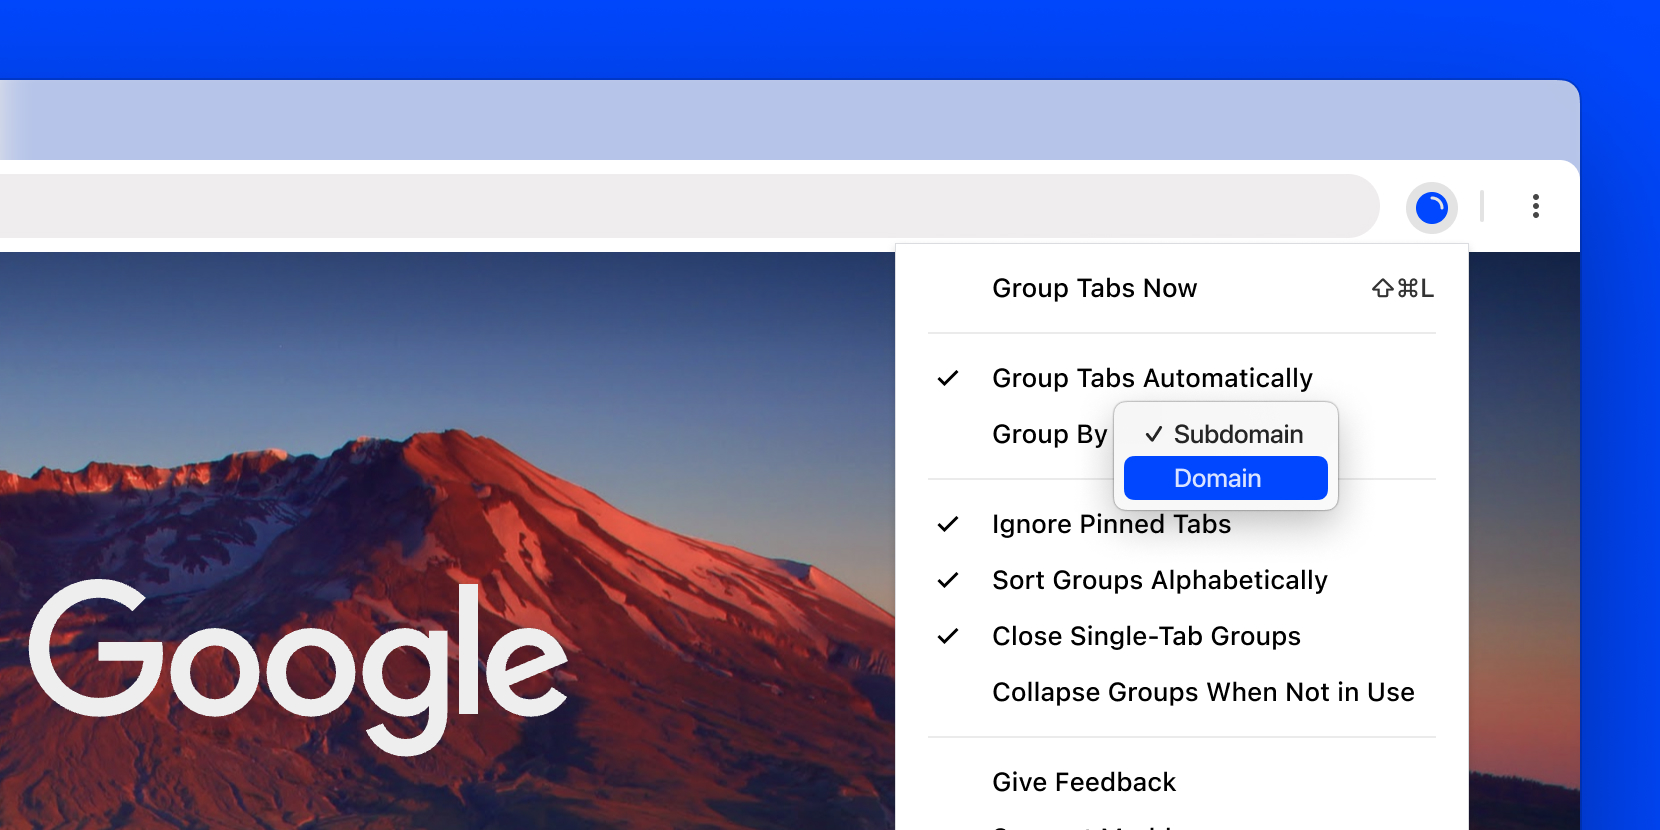 Group Tabs Now ⇧⌘L
✓ Group Tabs Automatically
Group By ✓ Subdomain
Domain
✓ Ignore Pinned Tabs
✓ Sort Groups Alphabetically
✓ Close Single-Tab Groups
Collapse Groups When Not in Use
Google
Give Feedback